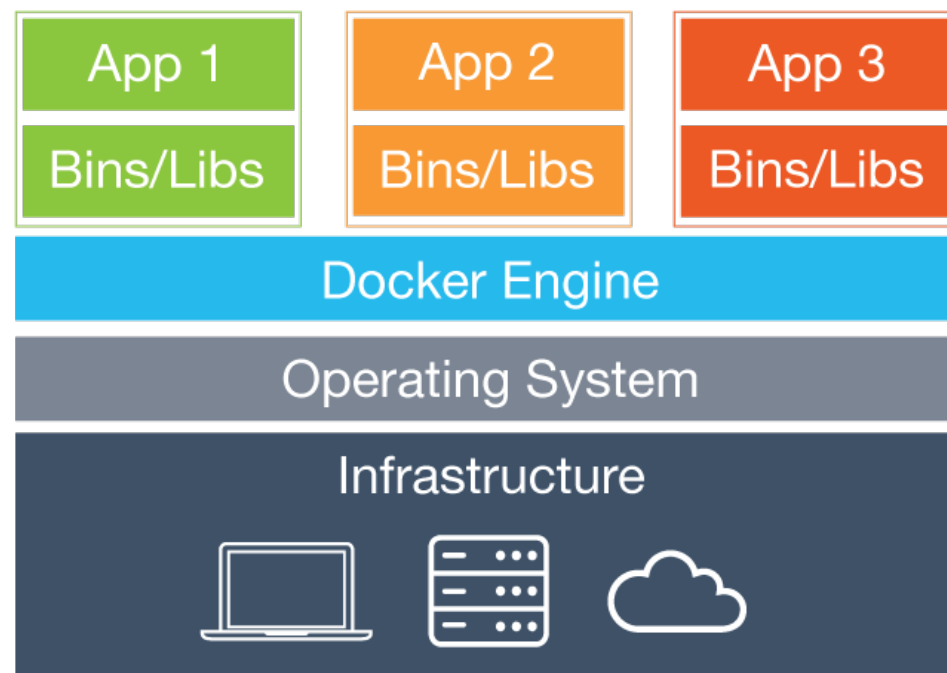 App 1
App 2
App 3
Bins/Libs
Bins/Libs
Bins/Libs
Docker Engine
Operating System
Infrastructure